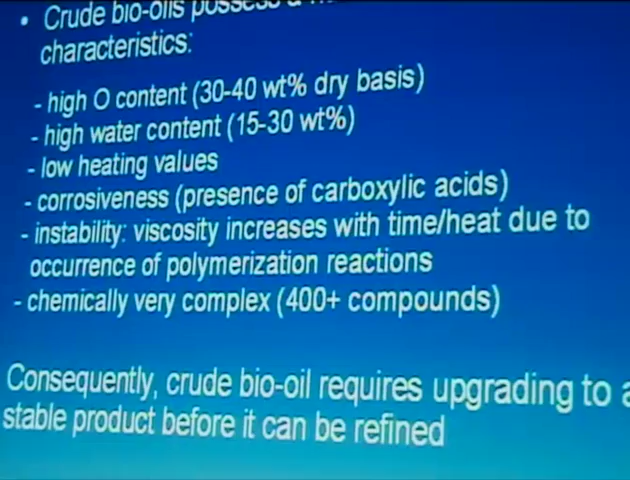 • Crude bio-oils possess a
characteristics:
- high O content (30-40 wt% dry basis)
- high water content (15-30 wt%)
- low heating values
- corrosiveness (presence of carboxylic acids)
- instability: viscosity increases with time/heat due to
occurrence of polymerization reactions
- chemically very complex (400+ compounds)
Consequently, crude bio-oil requires upgrading to a
stable product before it can be refined